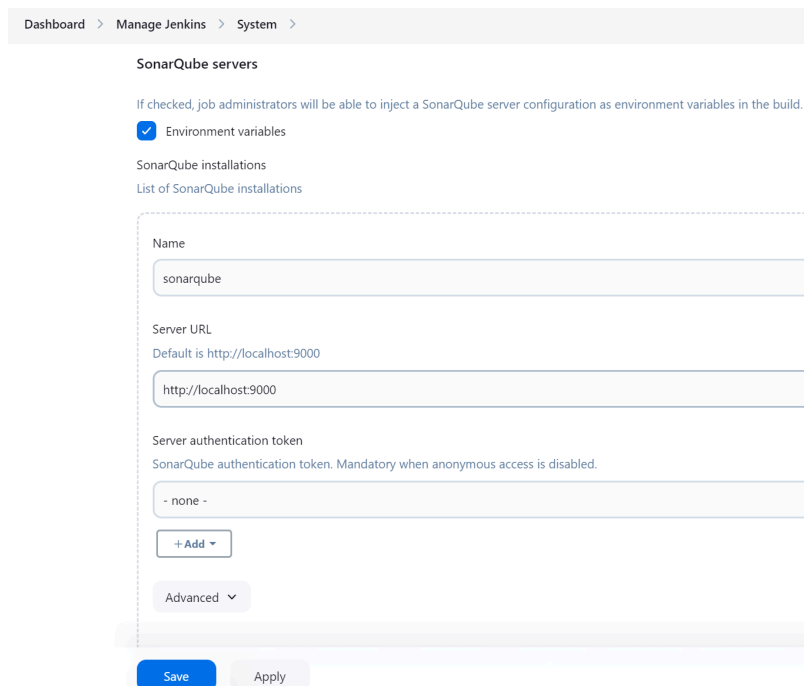 Dashboard > Manage Jenkins > System >
SonarQube servers
If checked, job administrators will be able to inject a SonarQube server configuration as environment variables in the build.
Environment variables
SonarQube installations
List of SonarQube installations
Name
sonarqube
Server URL
Default is http://localhost:9000
http://localhost:9000
Server authentication token
SonarQube authentication token. Mandatory when anonymous access is disabled.
- none -
+ Add
Advanced
Save Apply